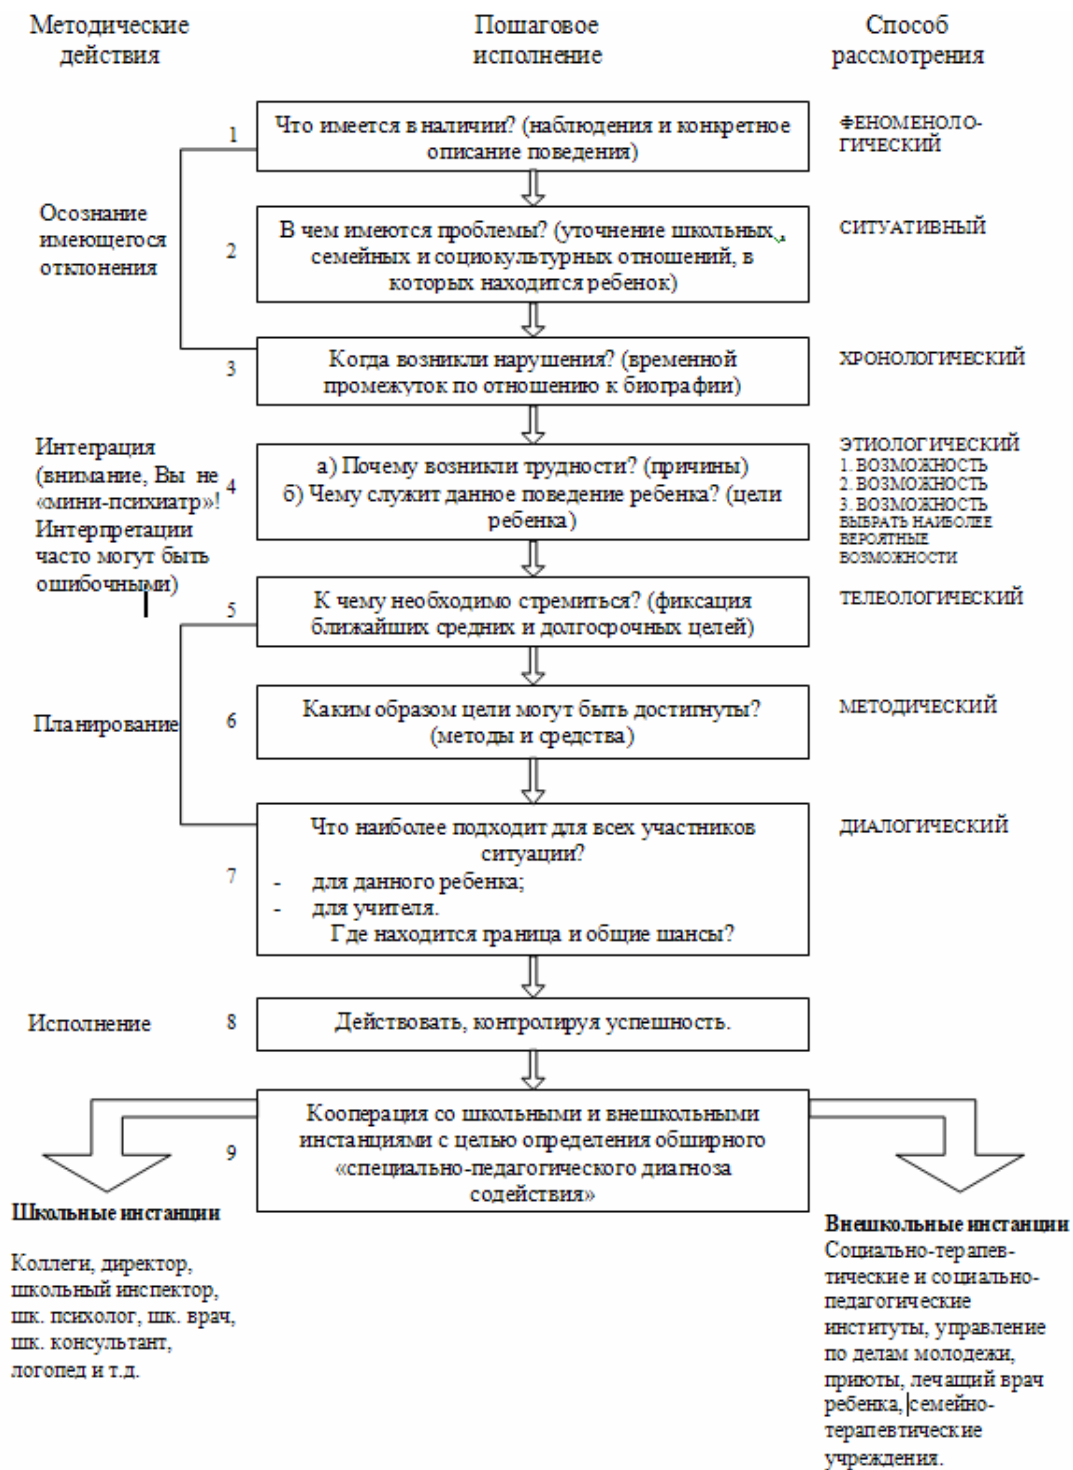 Методические
действия
Пошаговое
исполнение
Способ
рассмотрения
1
Что имеется в наличии? (наблюдения и конкретное
описание поведения)
ФЕНОМЕНОЛО-
ГИЧЕСКИЙ
Осознание
имеющегося
отклонения
2
В чем имеются проблемы? (уточнение школьных,
семейных и социокультурных отношений, в
которых находится ребенок)
СИТУАТИВНЫЙ
3
Когда возникли нарушения? (временной
промежуток по отношению к биографии)
ХРОНОЛОГИЧЕСКИЙ
Интеграция
(внимание, Вы не
«мини-психиатр»!
Интерпретации
часто могут быть
ошибочными)
4
а) Почему возникли трудности? (причины)
б) Чему служит данное поведение ребенка? (цели
ребенка)
ЭТИОЛОГИЧЕСКИЙ
1. ВОЗМОЖНОСТЬ
2. ВОЗМОЖНОСТЬ
3. ВОЗМОЖНОСТЬ
ВЫБРАТЬ НАИБОЛЕЕ
ВЕРОЯТНЫЕ
ВОЗМОЖНОСТИ
5
К чему необходимо стремиться? (фиксация
ближайших средних и долгосрочных целей)
ТЕЛЕОЛОГИЧЕСКИЙ
Планирование
6
Каким образом цели могут быть достигнуты?
(методы и средства)
МЕТОДИЧЕСКИЙ
7
Что наиболее подходит для всех участников
ситуации?
- для данного ребенка;
- для учителя.
Где находится граница и общие шансы?
ДИАЛОГИЧЕСКИЙ
Исполнение
8
Действовать, контролируя успешность.
9
Кооперация со школьными и внешкольными
инстанциями с целью определения обширного
«специально-педагогического диагноза
содействия»
Школьные инстанции
Коллеги, директор,
школьный инспектор,
шк. психолог, шк. врач,
шк. консультант,
логопед и т.д.
Внешкольные инстанции
Социально-терапев-
тические и социально-
педагогические
институты, управление
по делам молодежи,
приюты, лечащий врач
ребенка, семейно-
терапевтические
учреждения.